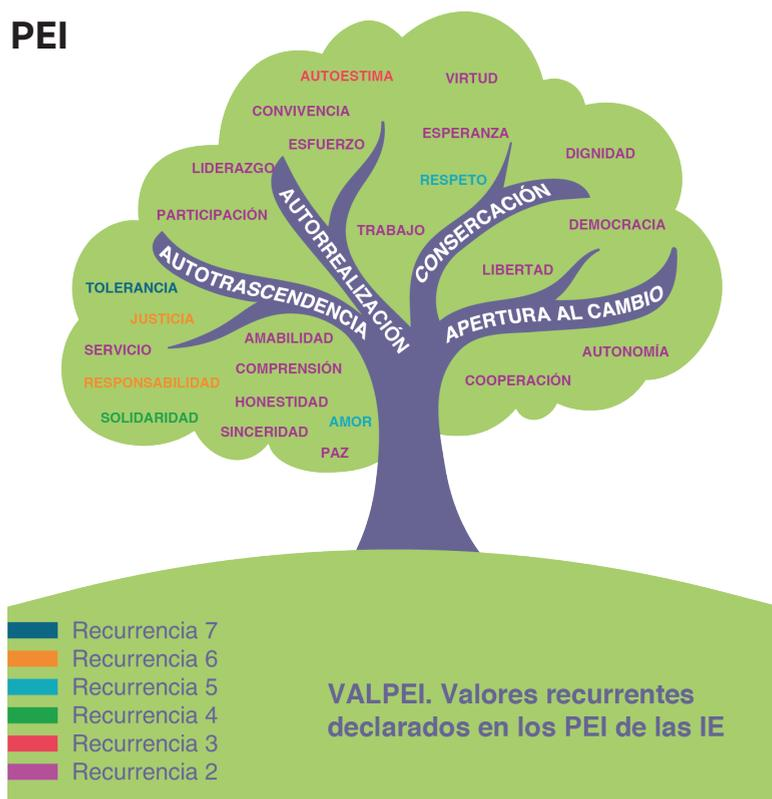 PEI
AUTOESTIMA
VIRTUD
CONVIVENCIA
ESFUERZO
ESPERANZA
DIGNIDAD
LIDERAZGO
RESPETO
PARTICIPACIÓN
TRABAJO
DEMOCRACIA
AUTORREALIZACIÓN
CONSERCACIÓN
AUTOTRASCENDENCIA
LIBERTAD
APERTURA AL CAMBIO
TOLERANCIA
JUSTICIA
SERVICIO
AMABILIDAD
AUTONOMÍA
COMPRENSIÓN
RESPONSABILIDAD
COOPERACIÓN
HONESTIDAD
SOLIDARIDAD
AMOR
SINCERIDAD
PAZ
Recurrencia 7
Recurrencia 6
Recurrencia 5
Recurrencia 4
Recurrencia 3
Recurrencia 2
VALPEI. Valores recurrentes
declarados en los PEI de las IE